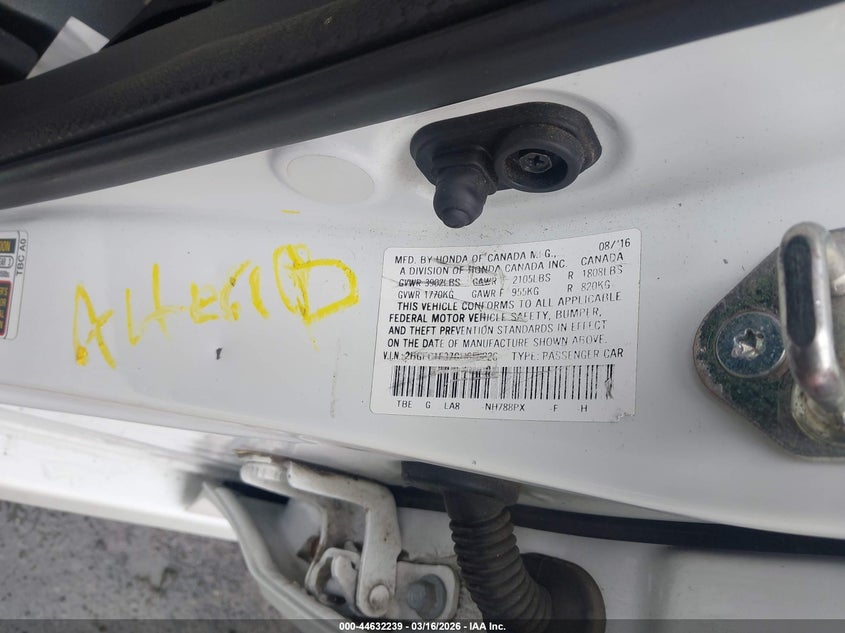 MFD. BY HONDA OF CANADA MFG., 08/'16
A DIVISION OF HONDA CANADA INC. CANADA
GVWR 3902LBS GAWR F 2105LBS R 1808LBS
GVWR 1770KG GAWR F 955KG R 820KG
THIS VEHICLE CONFORMS TO ALL APPLICABLE
FEDERAL MOTOR VEHICLE SAFETY, BUMPER,
AND THEFT PREVENTION STANDARDS IN EFFECT
ON THE DATE OF MANUFACTURE SHOWN ABOVE.
V.I.N.: TYPE: PASSENGER CAR
TBE G LA8 NH788PX -F H
TBC A0
000-44632239 - 03/16/2026 - IAA Inc.